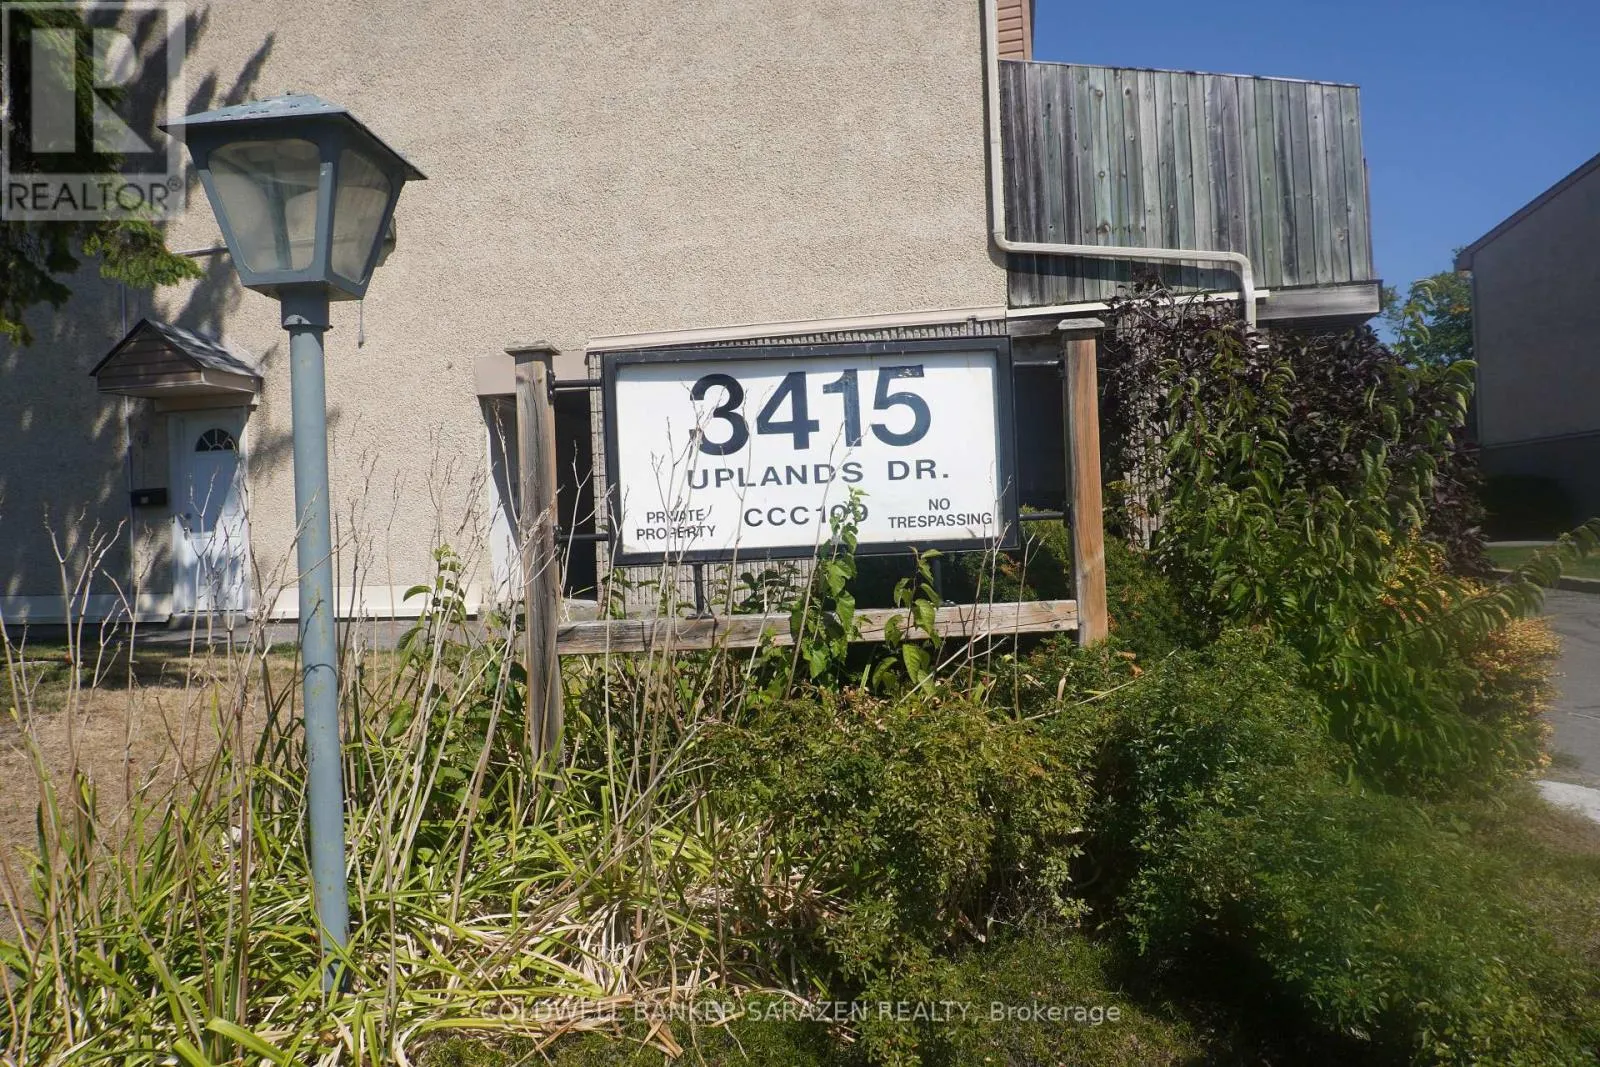 R
REALTOR®
3415
UPLANDS DR.
PRIVATE
PROPERTY
CCC109
NO
TRESPASSING
COLDWELL BANKER SARAZEN REALTY, Brokerage